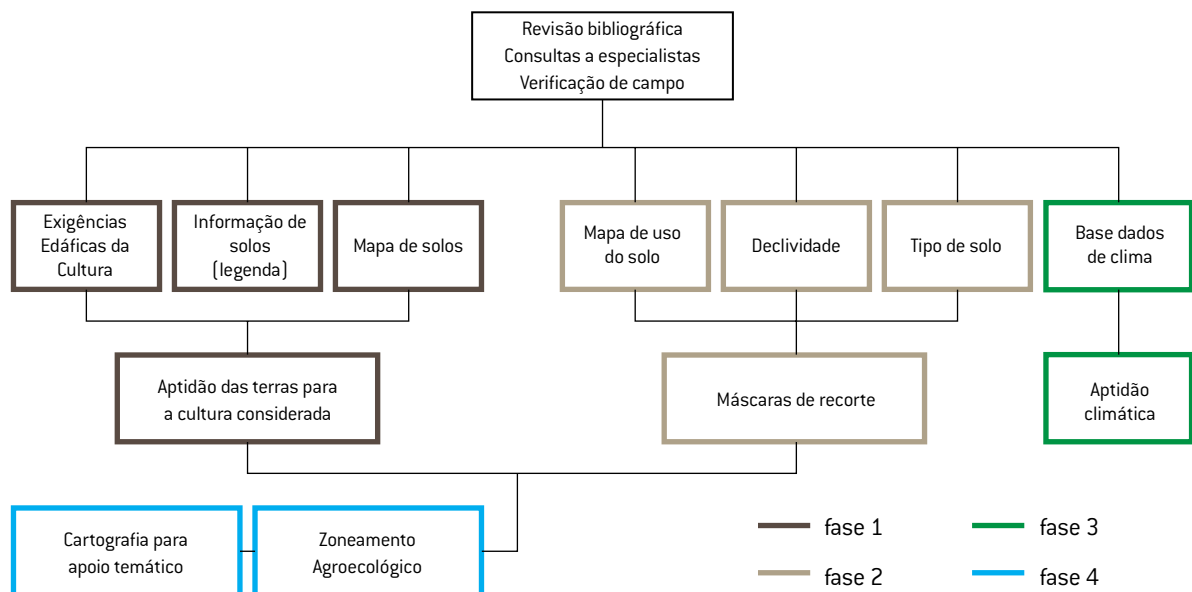 Revisão bibliográfica
Consultas a especialistas
Verificação de campo
Exigências
Edáficas da
Cultura
Informação de
solos
(legenda)
Mapa de solos
Mapa de uso
do solo
Declividade
Tipo de solo
Base dados
de clima
Aptidão das terras para
a cultura considerada
Máscaras de recorte
Aptidão
climática
Cartografia para
apoio temático
Zoneamento
Agroecológico
fase 1
fase 2
fase 3
fase 4